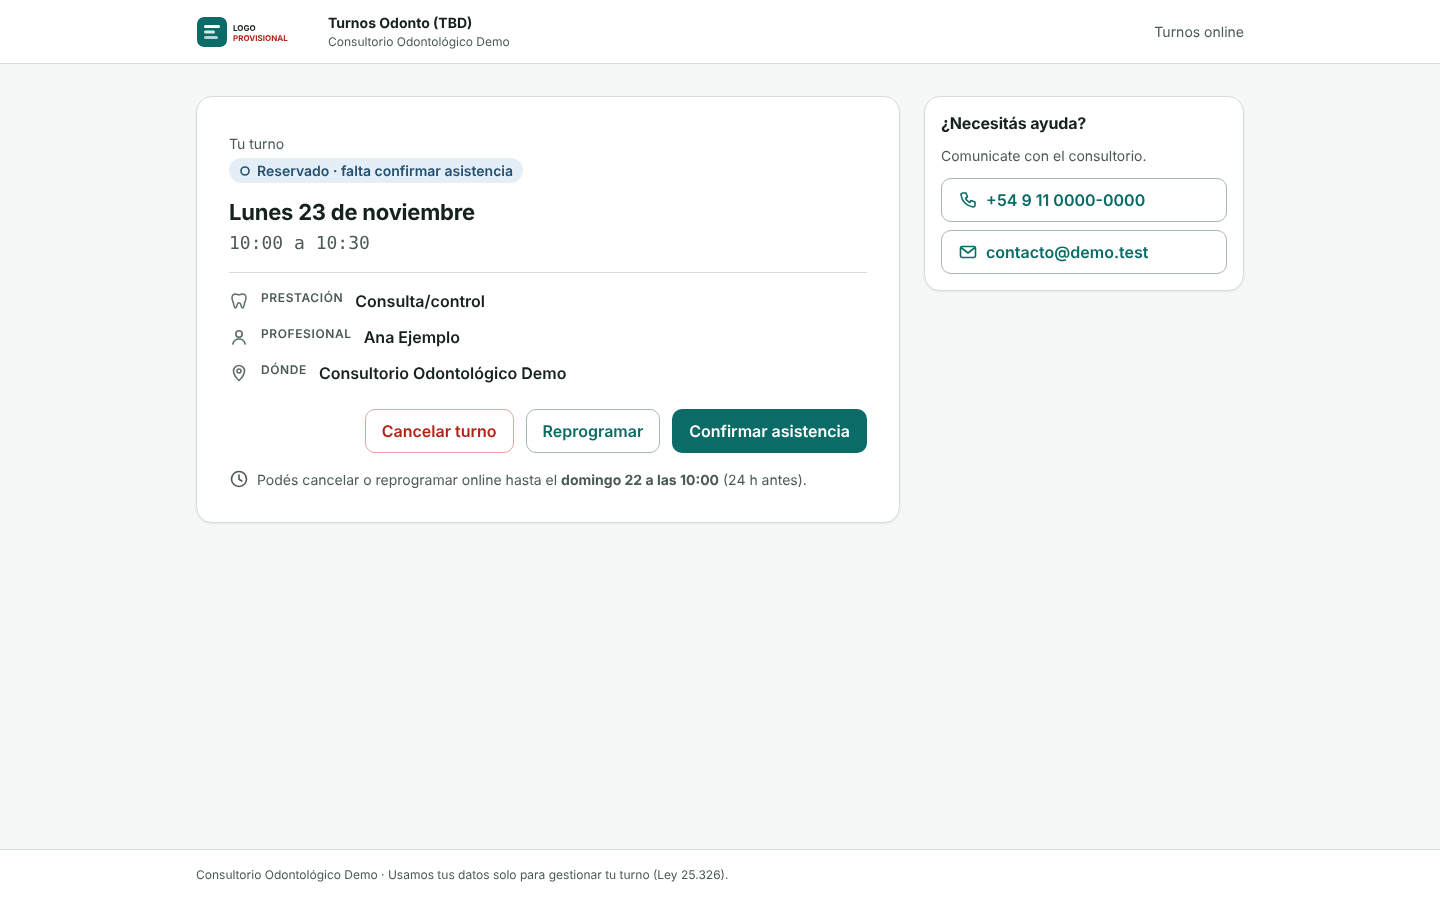 LOGO
PROVISIONAL
Turnos Odonto (TBD)
Consultorio Odontológico Demo
Turnos online
Tu turno
Reservado · falta confirmar asistencia
Lunes 23 de noviembre
10:00 a 10:30
PRESTACIÓN Consulta/control
PROFESIONAL Ana Ejemplo
DÓNDE Consultorio Odontológico Demo
Cancelar turno
Reprogramar
Confirmar asistencia
Podés cancelar o reprogramar online hasta el domingo 22 a las 10:00 (24 h antes).
¿Necesitás ayuda?
Comunicate con el consultorio.
+54 9 11 0000-0000
contacto@demo.test
Consultorio Odontológico Demo · Usamos tus datos solo para gestionar tu turno (Ley 25.326).